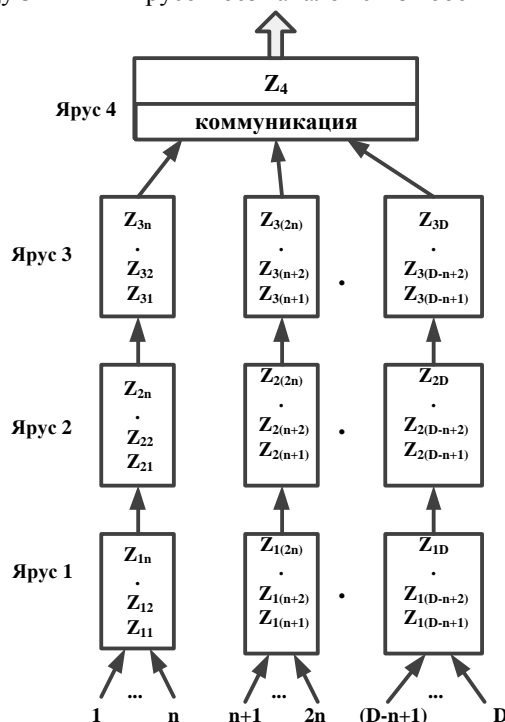 Z4
Ярус 4
коммуникация
Z3n Z3(2n) Z3D
. . .
Ярус 3
Z32 Z3(n+2) . Z3(D-n+2)
Z31 Z3(n+1) Z3(D-n+1)
Z2n Z2(2n) Z2D
. . .
Ярус 2
Z22 Z2(n+2) . Z2(D-n+2)
Z21 Z2(n+1) Z2(D-n+1)
Z1n Z1(2n) Z1D
Ярус 1
. . .
Z12 Z1(n+2) . Z1(D-n+2)
Z11 Z1(n+1) Z1(D-n+1)
... ... ...
1 n n+1 2n (D-n+1) D